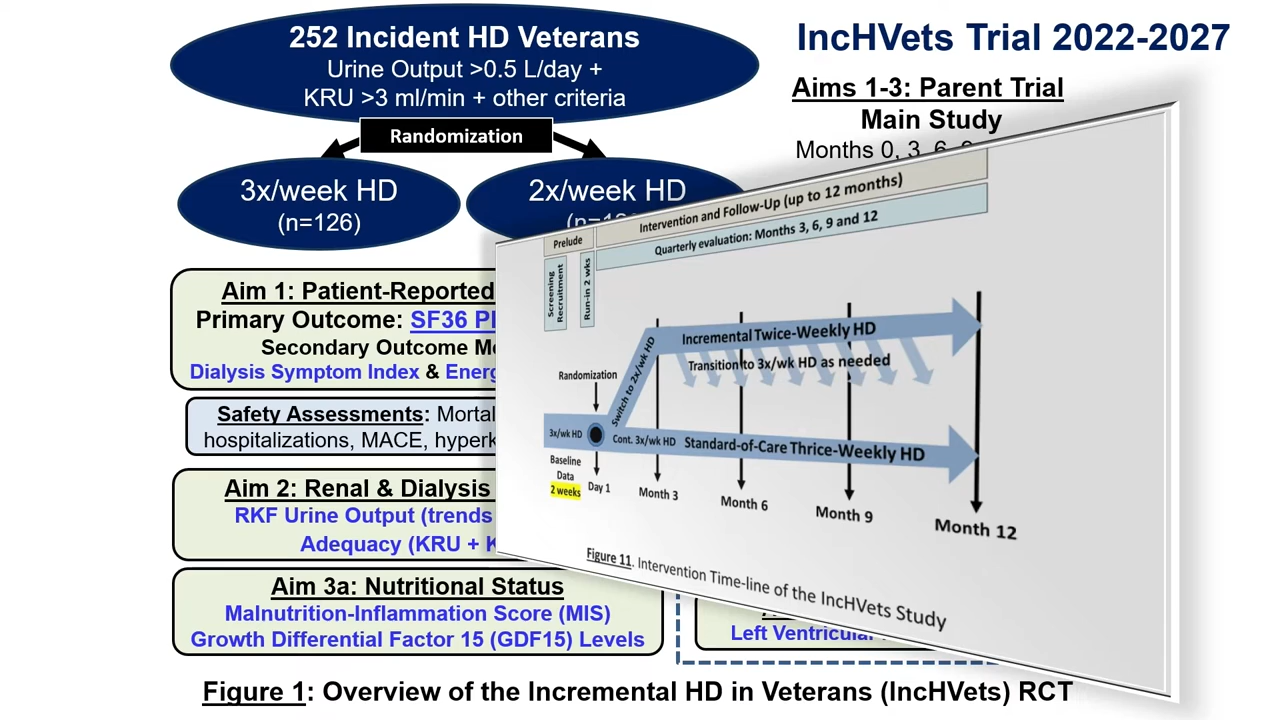 252 Incident HD Veterans
Urine Output >0.5 L/day +
KRU >3 ml/min + other criteria
Randomization
3x/week HD
(n=126)
2x/week HD
IncHVets Trial 2022-2027
Aims 1-3: Parent Trial
Main Study
Months 0, 3, 6,
Aim 1: Patient-Reported
Primary Outcome: SF36
Secondary Outcome
Dialysis Symptom Index &
Safety Assessments:
hospitalizations, MACE,
Aim 2: Renal & Dialysis
RKF Urine Output (trends
Adequacy (KRU +
Aim 3a: Nutritional Status
Malnutrition-Inflammation Score (MIS)
Growth Differential Factor 15 (GDF15) Levels
Left Ventricular
Prelude
Intervention and Follow-Up (up to 12 months)
Quarterly evaluation: Months 3, 6, 9 and 12
Screening
Recruitment
Run-in 2 wks
Incremental Twice-Weekly HD
Transition to 3x/wk HD as needed
Randomization
Switch to 2x/wk HD
3x/wk HD
Cont. 3x/wk HD
Standard-of-Care Thrice-Weekly HD
Baseline
Data
2 weeks
Day 1
Month 3
Month 6
Month 9
Month 12
Figure 11. Intervention Time-line of the IncHVets Study
Figure 1: Overview of the Incremental HD in Veterans (IncHVets) RCT